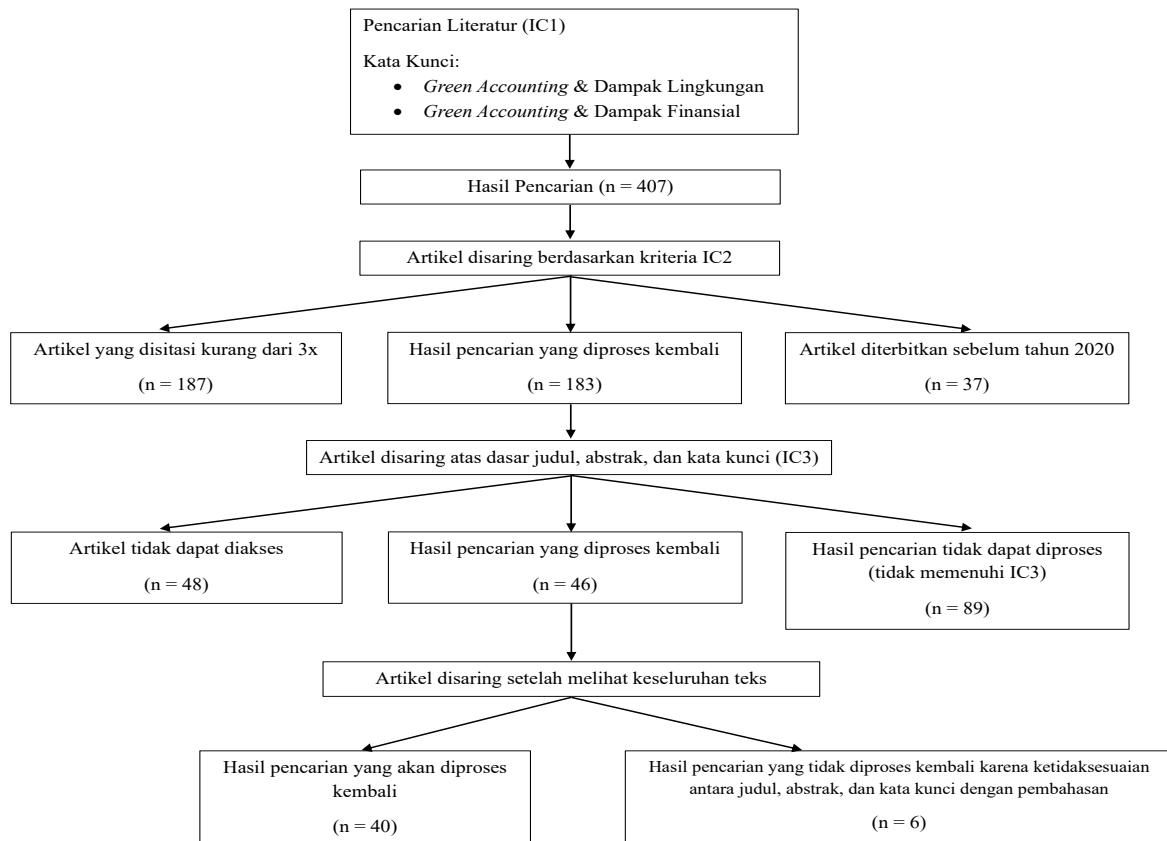 Pencarian Literatur (IC1)
Kata Kunci:
• Green Accounting & Dampak Lingkungan
• Green Accounting & Dampak Finansial
Hasil Pencarian (n = 407)
Artikel disaring berdasarkan kriteria IC2
Artikel yang disitasi kurang dari 3x
(n = 187)
Hasil pencarian yang diproses kembali
(n = 183)
Artikel diterbitkan sebelum tahun 2020
(n = 37)
Artikel disaring atas dasar judul, abstrak, dan kata kunci (IC3)
Artikel tidak dapat diakses
(n = 48)
Hasil pencarian yang diproses kembali
(n = 46)
Hasil pencarian tidak dapat diproses
(tidak memenuhi IC3)
(n = 89)
Artikel disaring setelah melihat keseluruhan teks
Hasil pencarian yang akan diproses
kembali
(n = 40)
Hasil pencarian yang tidak diproses kembali karena ketidaksesuaian
antara judul, abstrak, dan kata kunci dengan pembahasan
(n = 6)